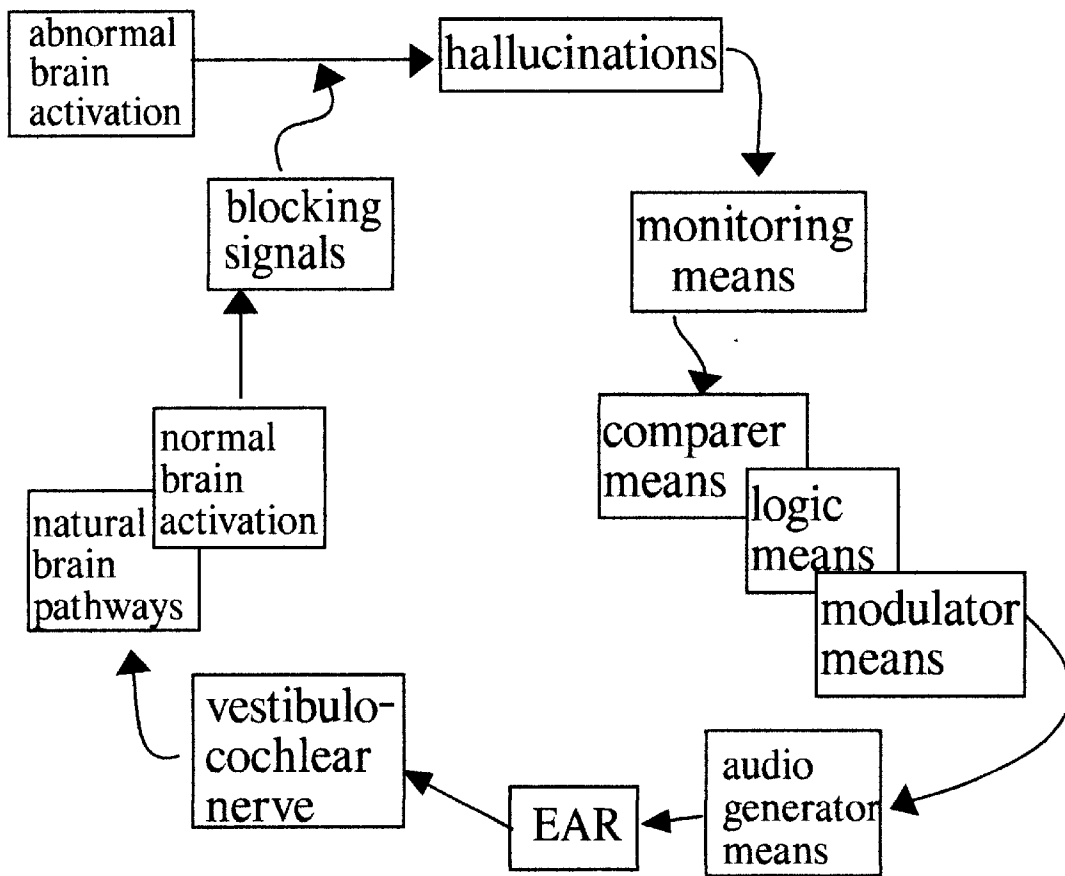 abnormal
brain
activation
hallucinations
blocking
signals
monitoring
means
normal
brain
activation
comparer
means
natural
brain
pathways
logic
means
modulator
means
vestibulo-
cochlear
nerve
EAR
audio
generator
means